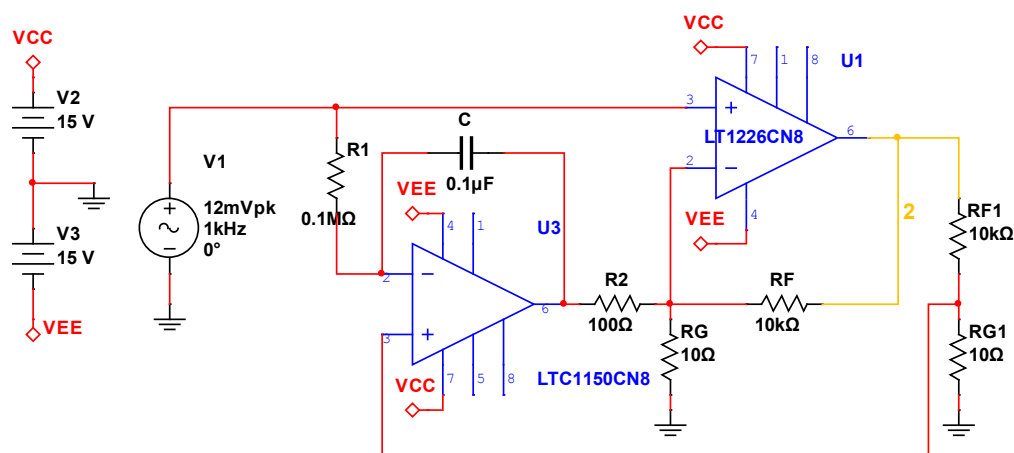 VCC
V2
15 V
V3
15 V
VEE
V1
12mVpk
1kHz
0°
R1
0.1MΩ
C
0.1µF
VEE
4
1
U3
2
3
6
7
5
8
VCC
LTC1150CN8
R2
100Ω
RG
10Ω
RF
10kΩ
VCC
7
1
8
U1
3
LT1226CN8
6
2
VEE
4
2
RF1
10kΩ
RG1
10Ω